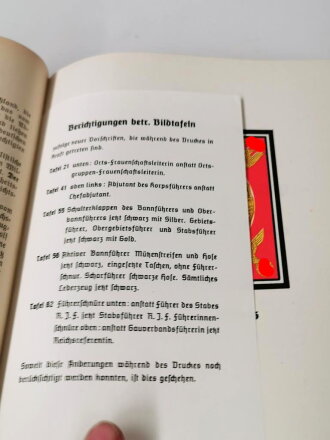 Berichtigungen betr. Bildtafeln
zufolge neuer Vorschriften, die während des Druckes in
Kraft getreten sind.
Tafel 21 unten: Orts-Frauenschaftsleiterin anstatt Orts-
gruppen-Frauenschaftsleiterin.
Tafel 41 oben links: Adjutant des Korpsführers anstatt
Chefadjutant.
Tafel 55 Schulterklappen des Bannführers und Ober-
bannführers jetzt schwarz mit Silber. Gebiets-
führer, Obergebietsführer und Stabsführer
jetzt schwarz mit Gold.
Tafel 56 Aktiver Bannführer Mützenstreifen und Hose
jetzt schwarz, eingesetzte Taschen, ohne Führer-
schnur. Scharführer schwarze Hose. Sämtliches
Lederzeug jetzt schwarz.
Tafel 62 Führerschnüre unten: anstatt Führer des Stabes
R. J. F. jetzt Stabsführer R. J. F. Führerinnen-
schnüre oben: anstatt Gauverbandsführerin jetzt
Reichsreferentin.
Soweit diese Änderungen während des Druckes noch
berücksichtigt werden konnten, ist dies geschehen.